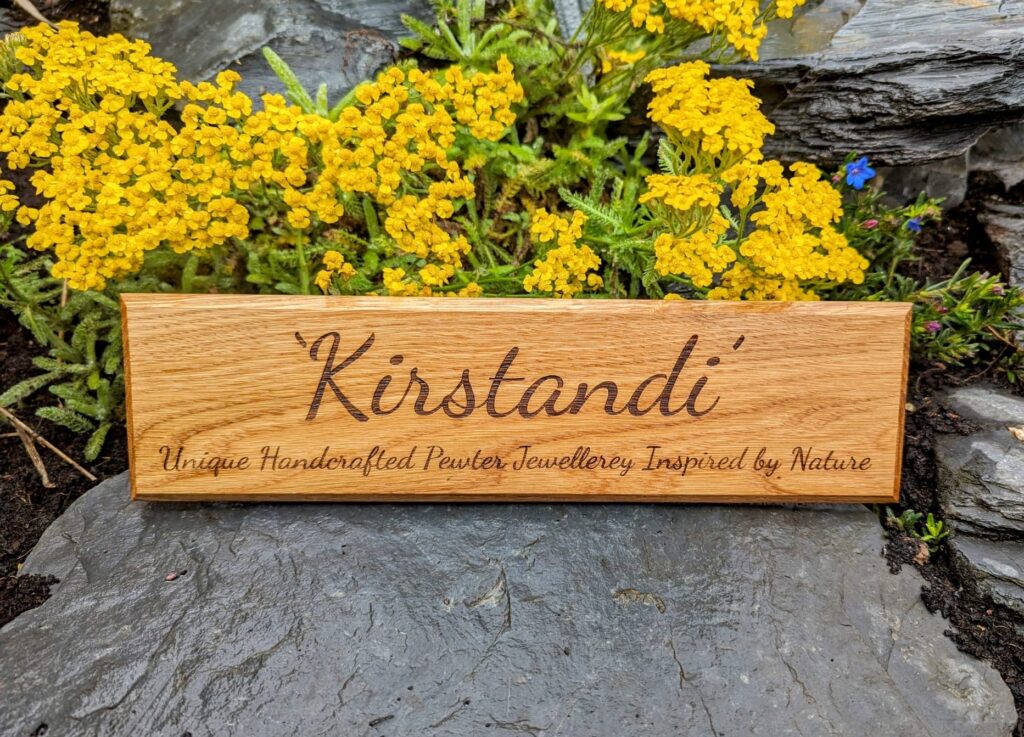 `Kirstandi´
Unique Handcrafted Pewter Jewellerey Inspired by Nature